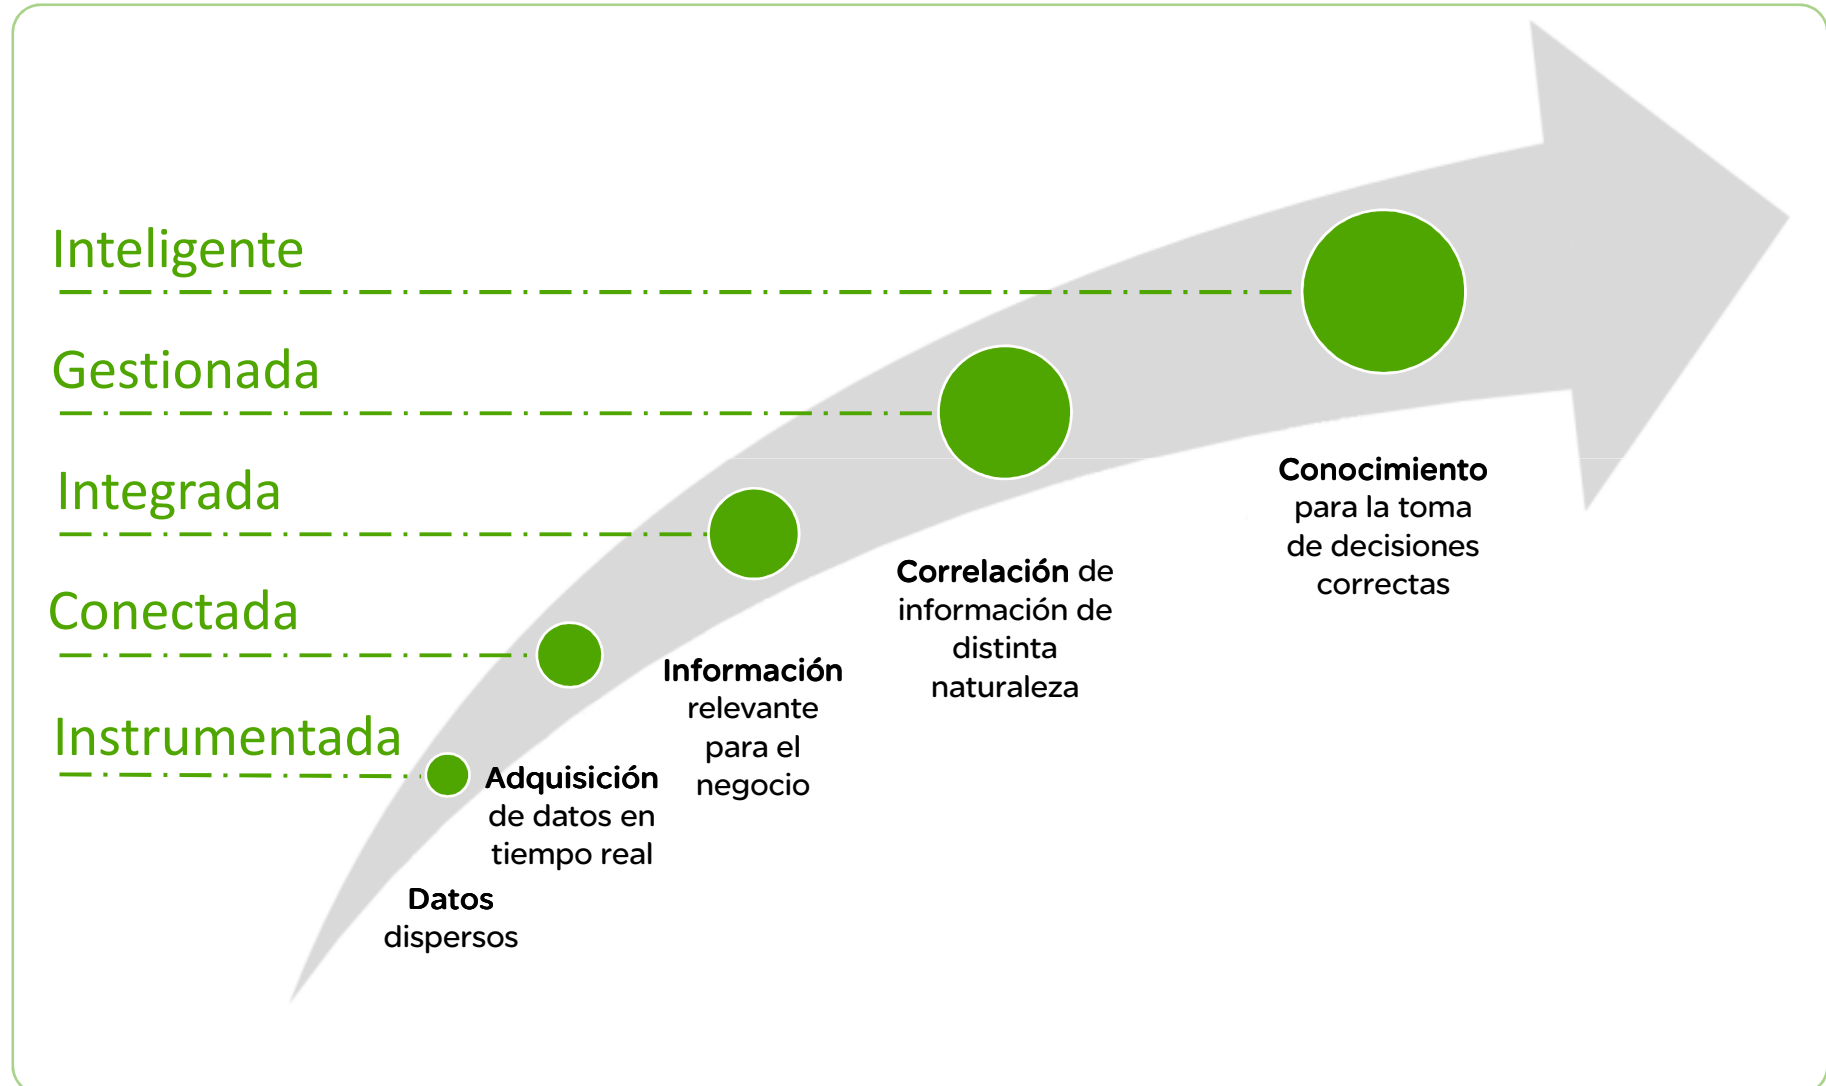 Inteligente
Gestionada
Integrada
Conectada
Instrumentada
Datos
dispersos
Adquisición
de datos en
tiempo real
Información
relevante
para el
negocio
Correlación de
información de
distinta
naturaleza
Conocimiento
para la toma
de decisiones
correctas